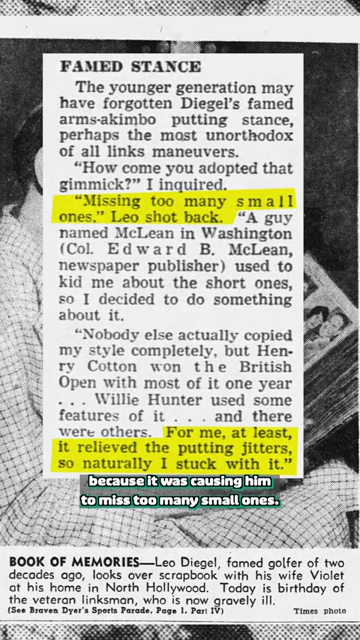 FAMED STANCE
The younger generation may
have forgotten Diegel's famed
arms-akimbo putting stance,
perhaps the most unorthodox
of all links maneuvers.
"How come you adopted that
gimmick?" I inquired.
"Missing too many small
ones," Leo shot back. "A guy
named McLean in Washington
(Col. Edward B. McLean,
newspaper publisher) used to
kid me about the short ones,
so I decided to do something
about it.
"Nobody else actually copied
my style completely, but Hen-
ry Cotton won the British
Open with most of it one year
. . . Willie Hunter used some
features of it . . . and there
were others. For me, at least,
it relieved the putting jitters,
so naturally I stuck with it."
because it was causing him
to miss too many small ones.
BOOK OF MEMORIES—Leo Diegel, famed golfer of two
decades ago, looks over scrapbook with his wife Violet
at his home in North Hollywood. Today is birthday of
the veteran linksman, who is now gravely ill.
(See Braven Dyer's Sports Parade, Page 1, Part IV) Times photo